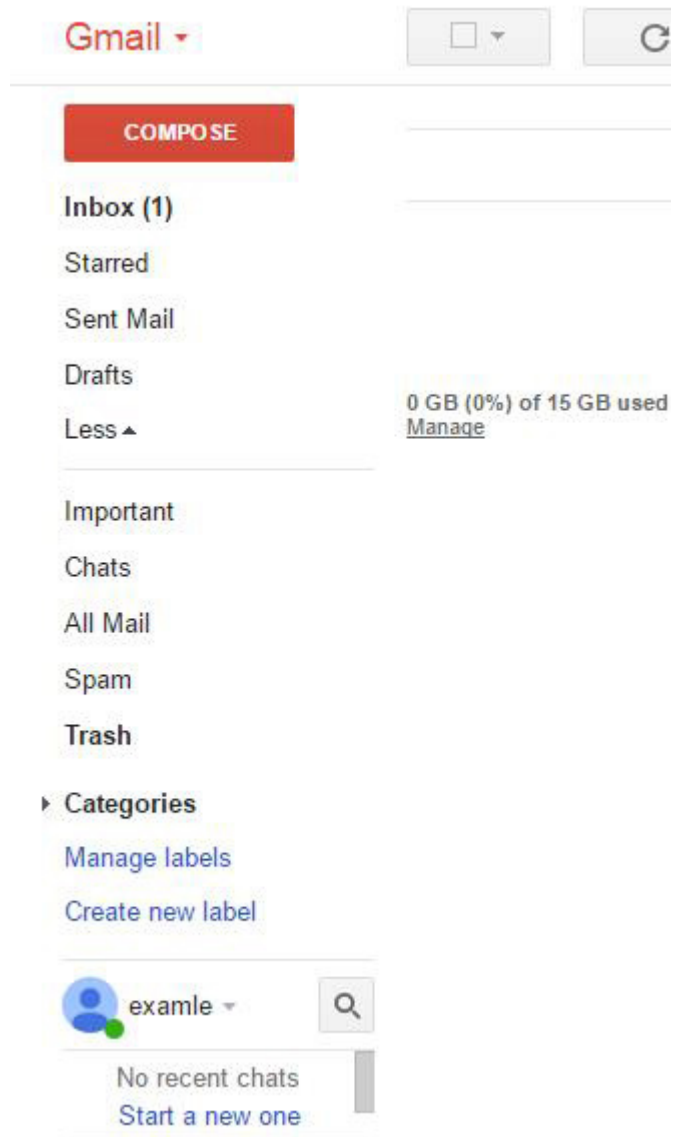 Gmail
COMPOSE
Inbox (1)
Starred
Sent Mail
Drafts
Less
0 GB (0%) of 15 GB used
Manage
Important
Chats
All Mail
Spam
Trash
Categories
Manage labels
Create new label
examle
No recent chats
Start a new one